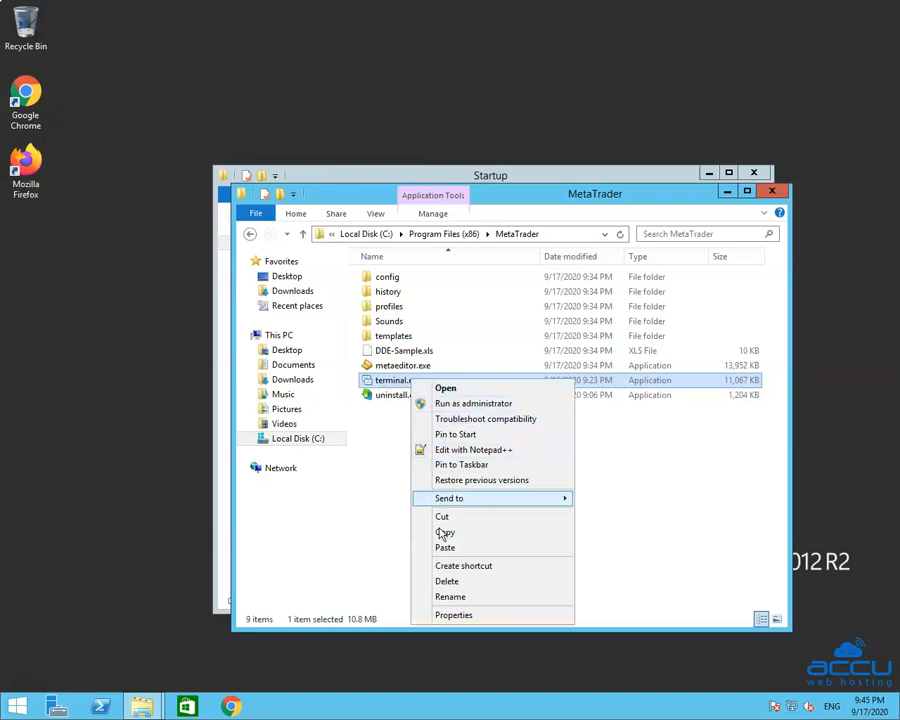 Recycle Bin
Google
Chrome
Mozilla
Firefox
Startup
Application Tools
MetaTrader
File Home Share View Manage
Local Disk (C:) Program Files (x86) MetaTrader
Search MetaTrader
Name Date modified Type Size
Favorites
Desktop
Downloads
Recent places
This PC
Desktop
Documents
Downloads
Music
Pictures
Videos
Local Disk (C:)
Network
config 9/17/2020 9:34 PM File folder
history 9/17/2020 9:34 PM File folder
profiles 9/17/2020 9:34 PM File folder
Sounds 9/17/2020 9:34 PM File folder
templates 9/17/2020 9:34 PM File folder
DDE-Sample.xls 9/17/2020 9:34 PM XLS File 10 KB
metaeditor.exe 9/17/2020 9:34 PM Application 13,952 KB
terminal.e 9:23 PM Application 11,067 KB
uninstall. 9:06 PM Application 1,204 KB
Open
Run as administrator
Troubleshoot compatibility
Pin to Start
Edit with Notepad++
Pin to Taskbar
Restore previous versions
Send to
Cut
Copy
Paste
Create shortcut
Delete
Rename
Properties
9 items 1 item selected 10.8 MB
012 R2
accu
web hosting
ENG
9:45 PM
9/17/2020